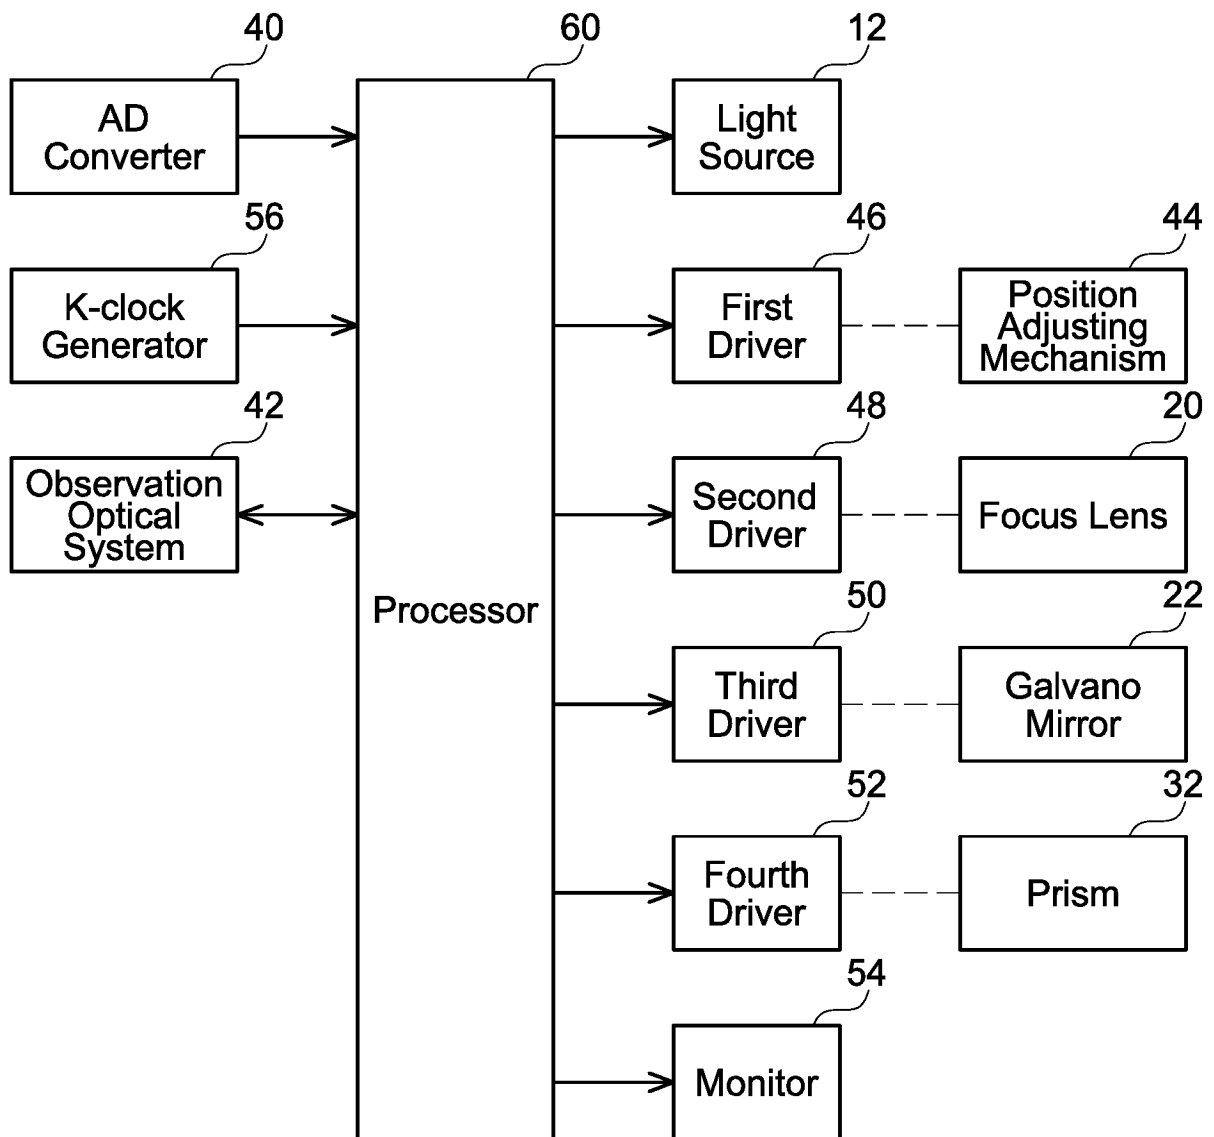 40
60
12
AD
Converter
Light
Source
56
46
44
K-clock
Generator
First
Driver
Position
Adjusting
Mechanism
42
48
20
Observation
Optical
System
Second
Driver
Focus Lens
Processor
50
22
Third
Driver
Galvano
Mirror
52
32
Fourth
Driver
Prism
54
Monitor